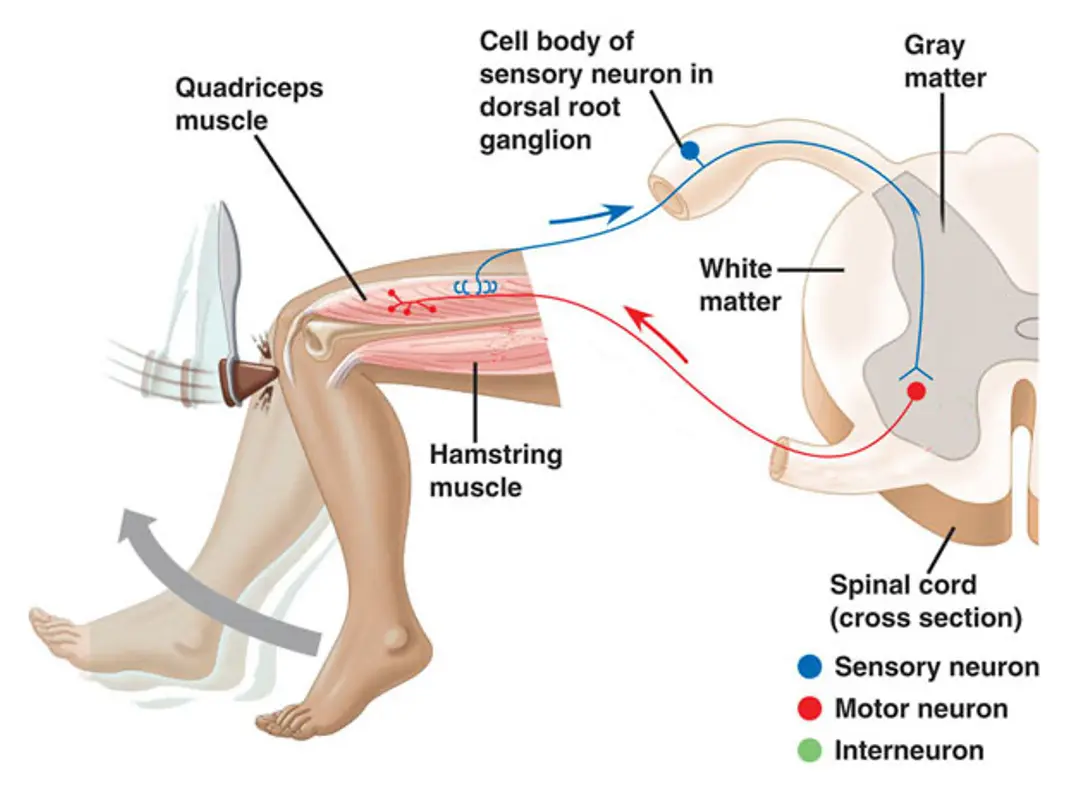 Cell body of
sensory neuron in
dorsal root
ganglion
Gray
matter
Quadriceps
muscle
White
matter
Hamstring
muscle
Spinal cord
(cross section)
Sensory neuron
Motor neuron
Interneuron